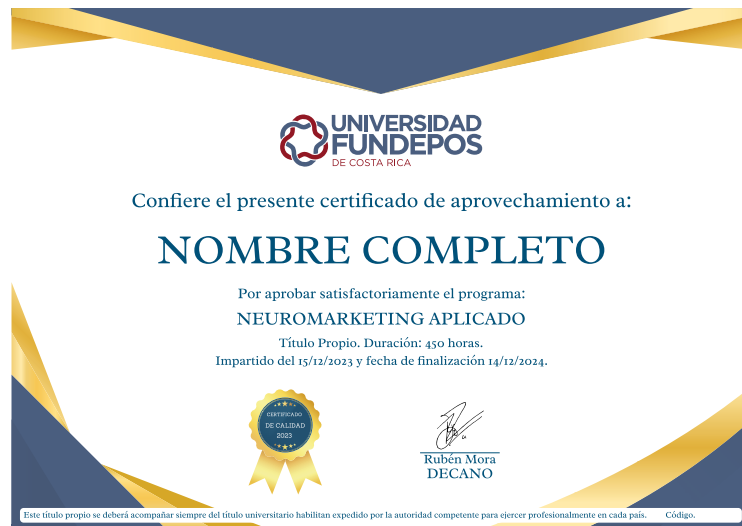 UNIVERSIDAD
FUNDEPOS
DE COSTA RICA
Confiere el presente certificado de aprovechamiento a:
NOMBRE COMPLETO
Por aprobar satisfactoriamente el programa:
NEUROMARKETING APLICADO
Título Propio. Duración: 450 horas.
Impartido del 15/12/2023 y fecha de finalización 14/12/2024.
CERTIFICADO
DE CALIDAD
2023
Rubén Mora
DECANO
Este título propio se deberá acompañar siempre del título universitario habilitan expedido por la autoridad competente para ejercer profesionalmente en cada país. Código.